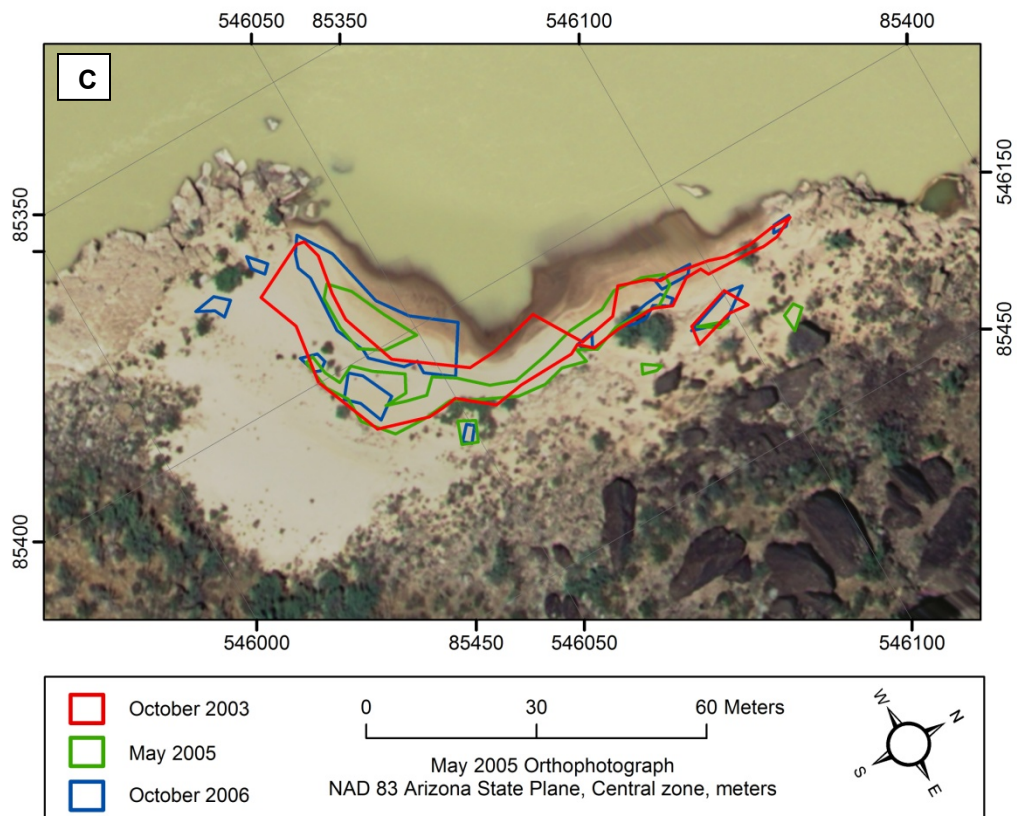 546050 85350 546100 85400
C
546150
85350
85450
85400
546000 85450 546050 546100
October 2003
May 2005
October 2006
0 30 60 Meters
May 2005 Orthophotograph
NAD 83 Arizona State Plane, Central zone, meters
W
N
S
E